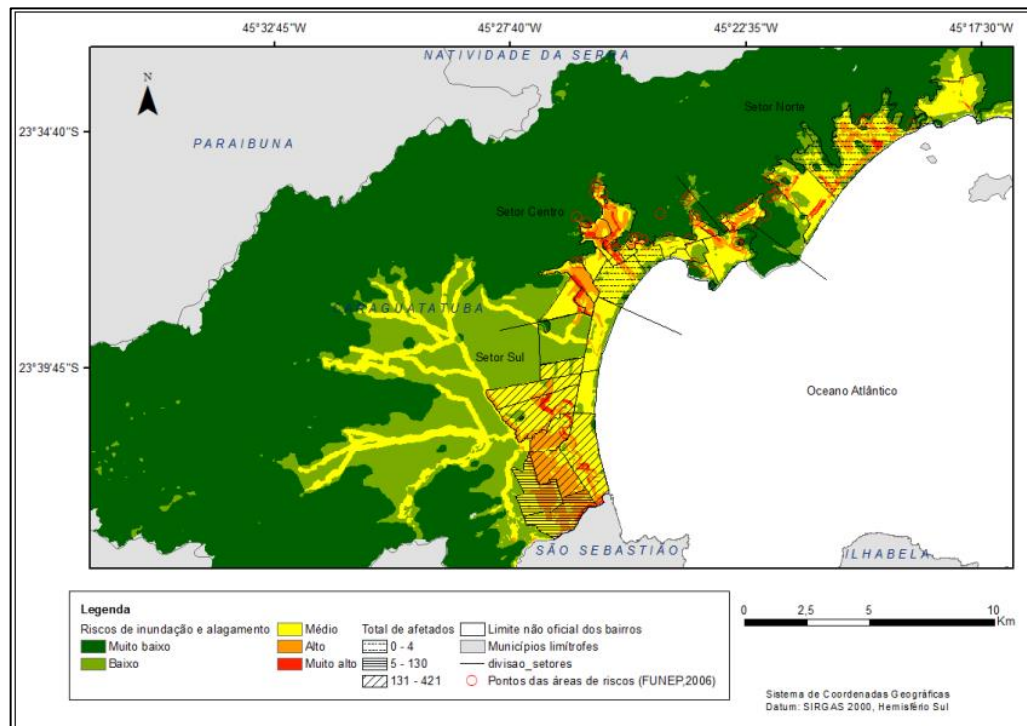 45°32'45"W 45°27'40"W 45°22'35"W 45°17'30"W
NATIVIDADE DA SERRA
N
Setor Norte
23°34'40"S
PARAIBUNA
Setor Centro
ARAGUATATUBA
Setor Sul
23°39'45"S
Oceano Atlântico
SÃO SEBASTIÃO
ILHABELA
Legenda
Riscos de inundação e alagamento
Muito baixo
Baixo
Médio
Alto
Muito alto
Total de afetados
0 - 4
5 - 130
131 - 421
Limite não oficial dos bairros
Municípios limítrofes
divisao_setores
Pontos das áreas de riscos (FUNEP,2006)
0 2,5 5 10
Km
Sistema de Coordenadas Geográficas
Datum: SIRGAS 2000, Hemisfério Sul